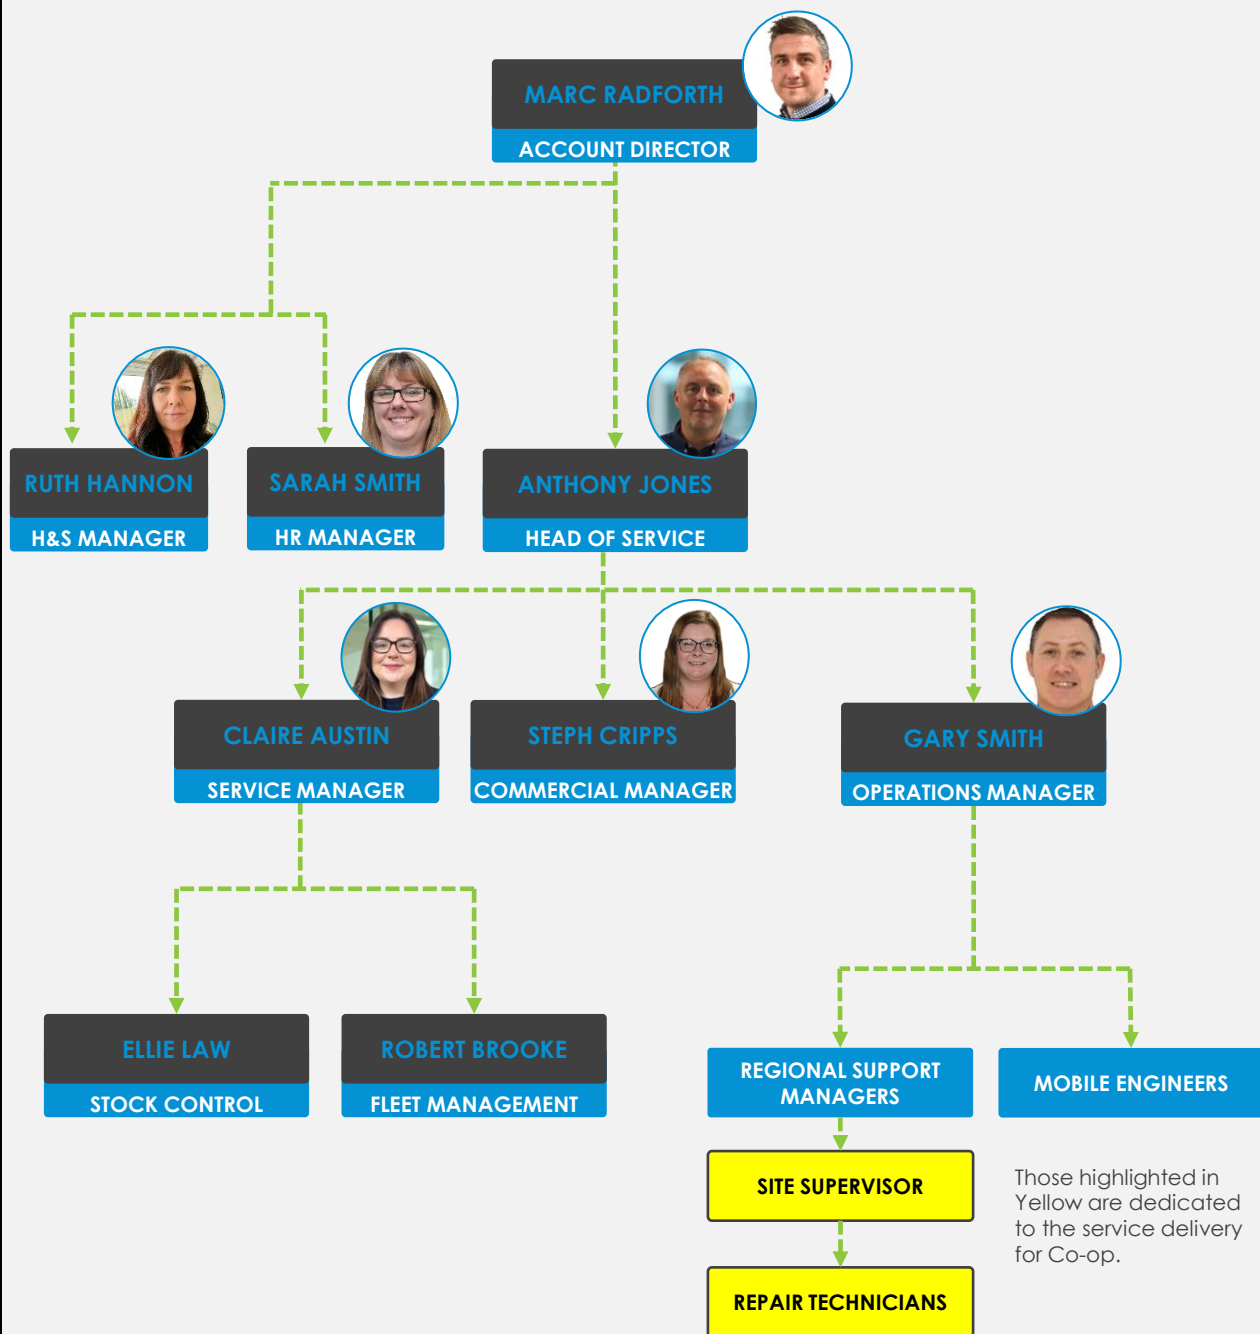 MARC RADFORTH
ACCOUNT DIRECTOR
RUTH HANNON
H&S MANAGER
SARAH SMITH
HR MANAGER
ANTHONY JONES
HEAD OF SERVICE
CLAIRE AUSTIN
SERVICE MANAGER
STEPH CRIPPS
COMMERCIAL MANAGER
GARY SMITH
OPERATIONS MANAGER
ELLIE LAW
STOCK CONTROL
ROBERT BROOKE
FLEET MANAGEMENT
REGIONAL SUPPORT
MANAGERS
MOBILE ENGINEERS
SITE SUPERVISOR
Those highlighted in
Yellow are dedicated
to the service delivery
for Co-op.
REPAIR TECHNICIANS